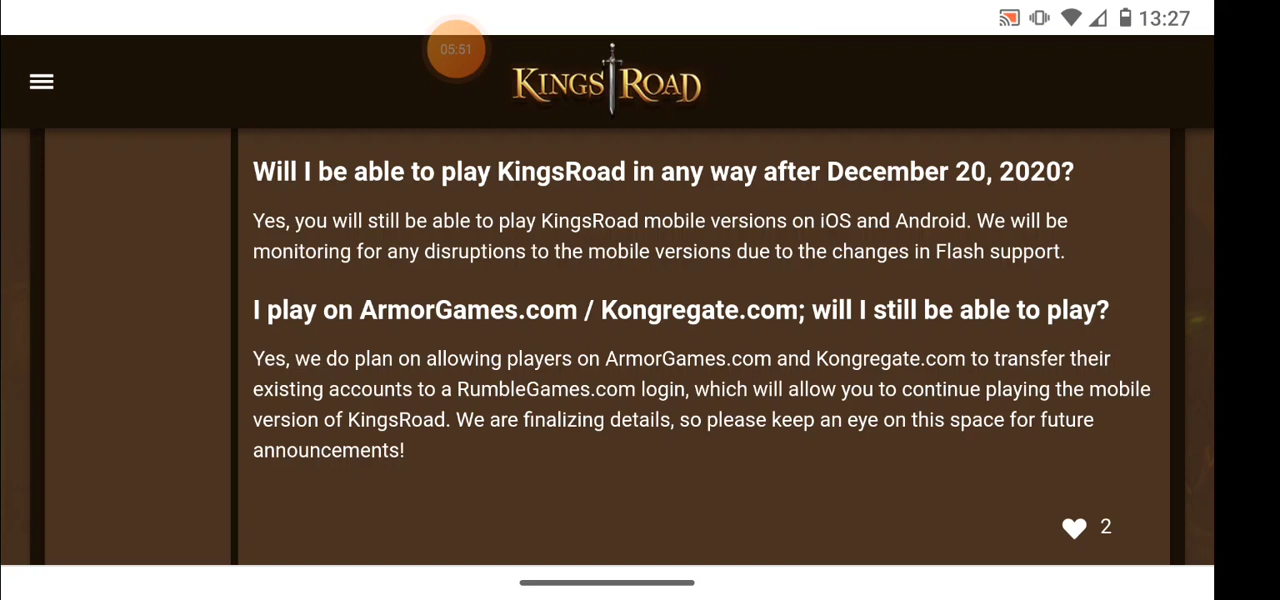 13:27
05:51
KINGSROAD
Will I be able to play KingsRoad in any way after December 20, 2020?
Yes, you will still be able to play KingsRoad mobile versions on iOS and Android. We will be
monitoring for any disruptions to the mobile versions due to the changes in Flash support.
I play on ArmorGames.com / Kongregate.com; will I still be able to play?
Yes, we do plan on allowing players on ArmorGames.com and Kongregate.com to transfer their
existing accounts to a RumbleGames.com login, which will allow you to continue playing the mobile
version of KingsRoad. We are finalizing details, so please keep an eye on this space for future
announcements!
2